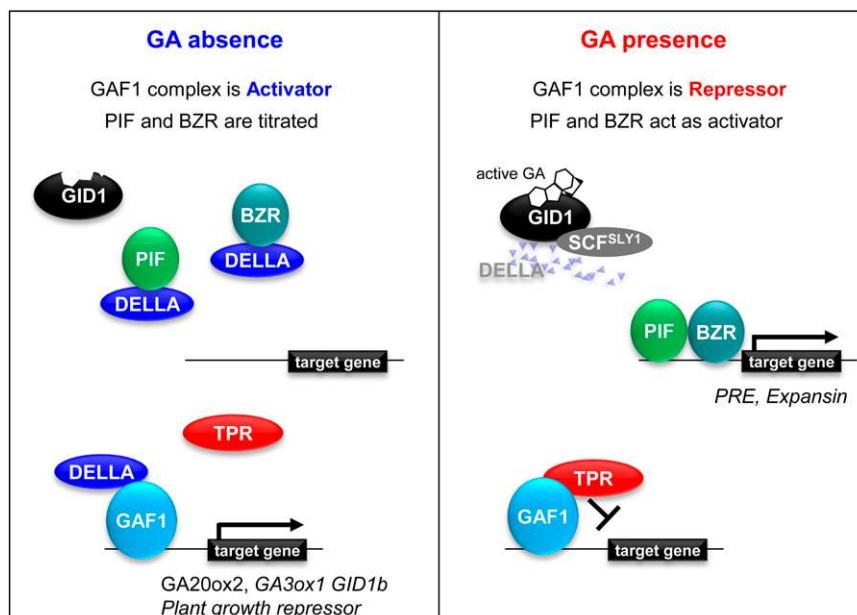 GA absence
GAF1 complex is Activator
PIF and BZR are titrated
GID1
BZR
DELLA
PIF
DELLA
target gene
TPR
DELLA
GAF1
target gene
GA20ox2, GA3ox1 GID1b
Plant growth repressor
GA presence
GAF1 complex is Repressor
PIF and BZR act as activator
active GA
GID1
SCFSLY1
DELLA
PIF
BZR
target gene
PRE, Expansin
TPR
GAF1
target gene